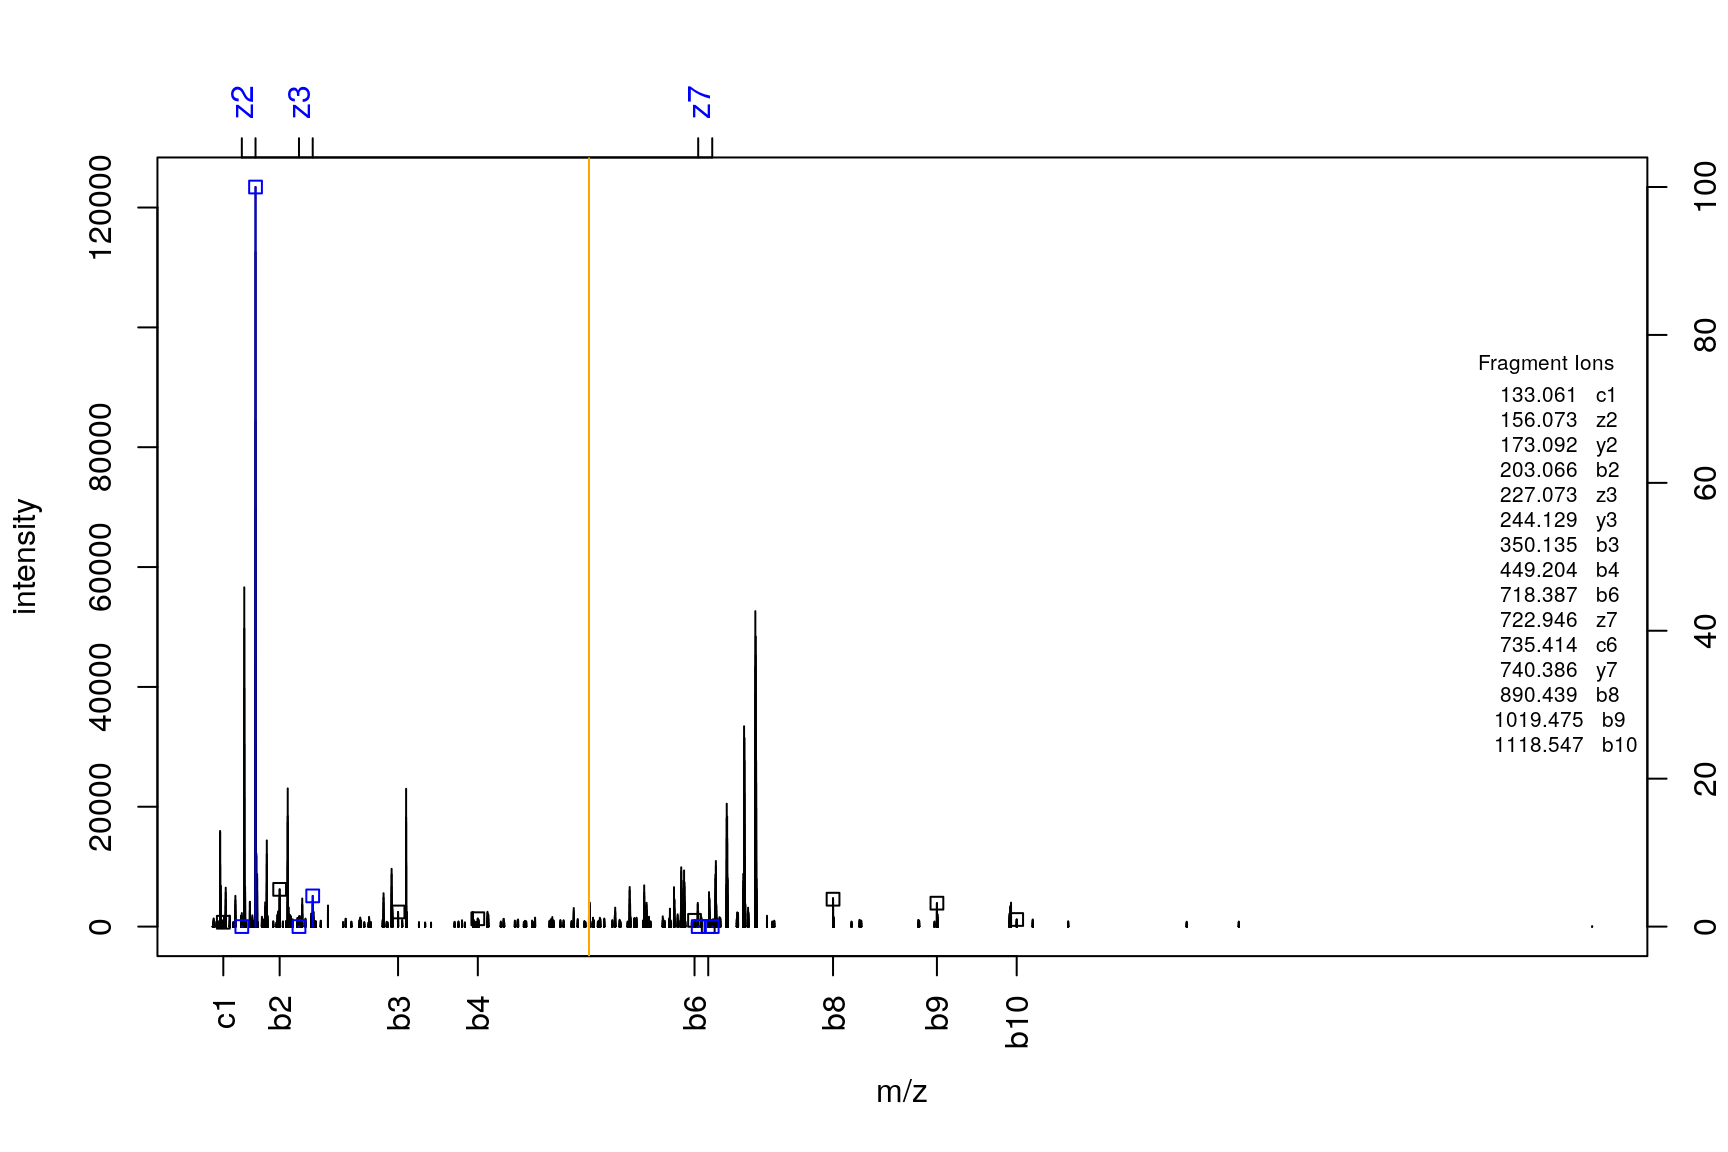 z2
z3
z7
intensity
0
20000
40000
60000
80000
120000
0
20
40
60
80
100
Fragment Ions
133.061 c1
156.073 z2
173.092 y2
203.066 b2
227.073 z3
244.129 y3
350.135 b3
449.204 b4
718.387 b6
722.946 z7
735.414 c6
740.386 y7
890.439 b8
1019.475 b9
1118.547 b10
c1
b2
b3
b4
b6
b8
b9
b10
m/z